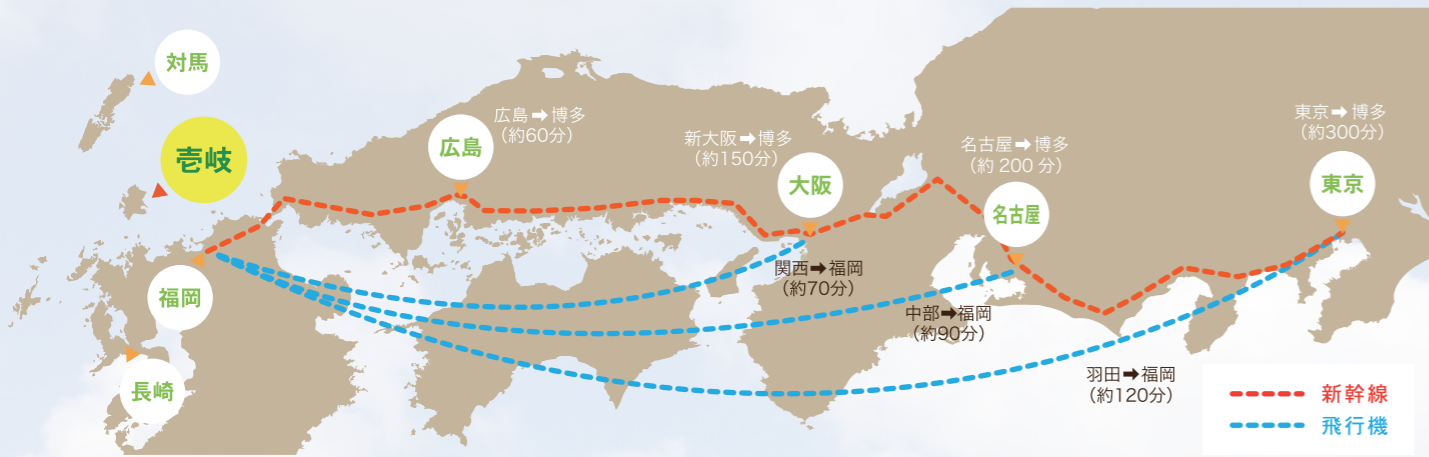 対馬
壱岐
広島
広島➡博多
（約60分）
新大阪➡博多
（約150分）
大阪
名古屋➡博多
（約 200 分）
名古屋
東京➡博多
（約300分）
東京
福岡
長崎
関西➡福岡
（約70分）
中部➡福岡
（約90分）
羽田➡福岡
（約120分）
新幹線
飛行機